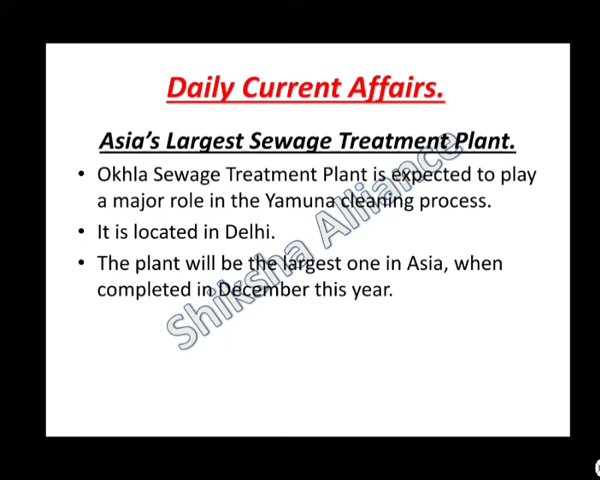 Daily Current Affairs.
Asia's Largest Sewage Treatment Plant.
• Okhla Sewage Treatment Plant is expected to play
a major role in the Yamuna cleaning process.
• It is located in Delhi.
• The plant will be the largest one in Asia, when
completed in December this year.
Shiksha Alliance